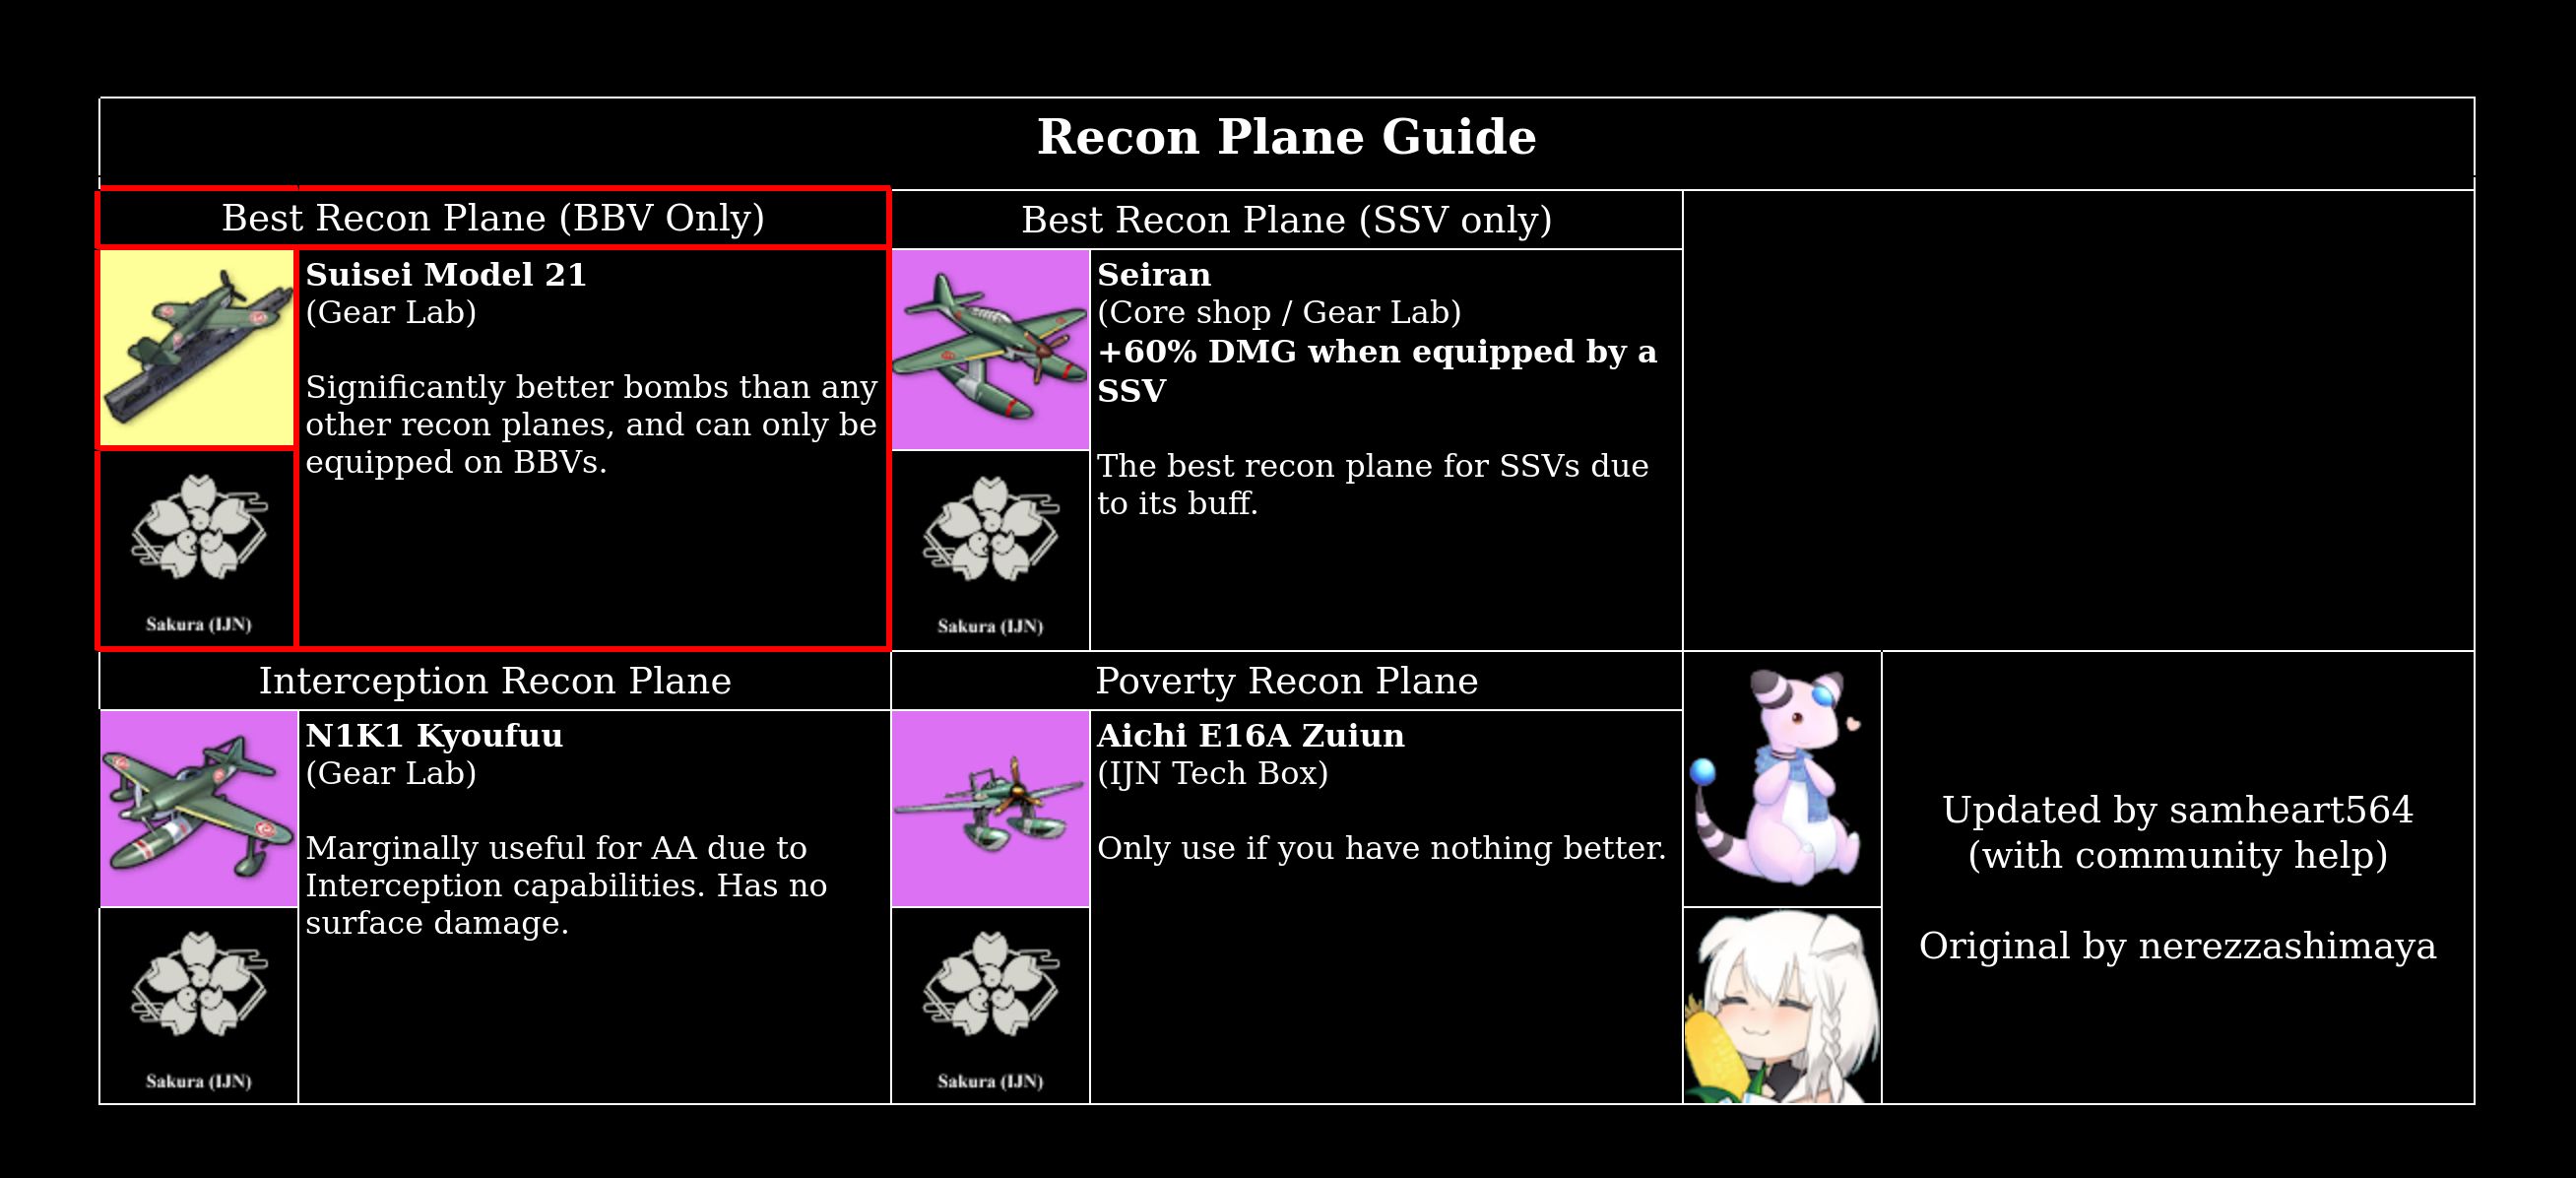 Recon Plane Guide
Best Recon Plane (BBV Only)
Suisei Model 21
(Gear Lab)
Significantly better bombs than any
other recon planes, and can only be
equipped on BBVs.
Sakura (IJN)
Best Recon Plane (SSV only)
Seiran
(Core shop / Gear Lab)
+60% DMG when equipped by a
SSV
The best recon plane for SSVs due
to its buff.
Sakura (IJN)
Interception Recon Plane
N1K1 Kyoufuu
(Gear Lab)
Marginally useful for AA due to
Interception capabilities. Has no
surface damage.
Sakura (IJN)
Poverty Recon Plane
Aichi E16A Zuiun
(IJN Tech Box)
Only use if you have nothing better.
Sakura (IJN)
Updated by samheart564
(with community help)
Original by nerezzashimaya